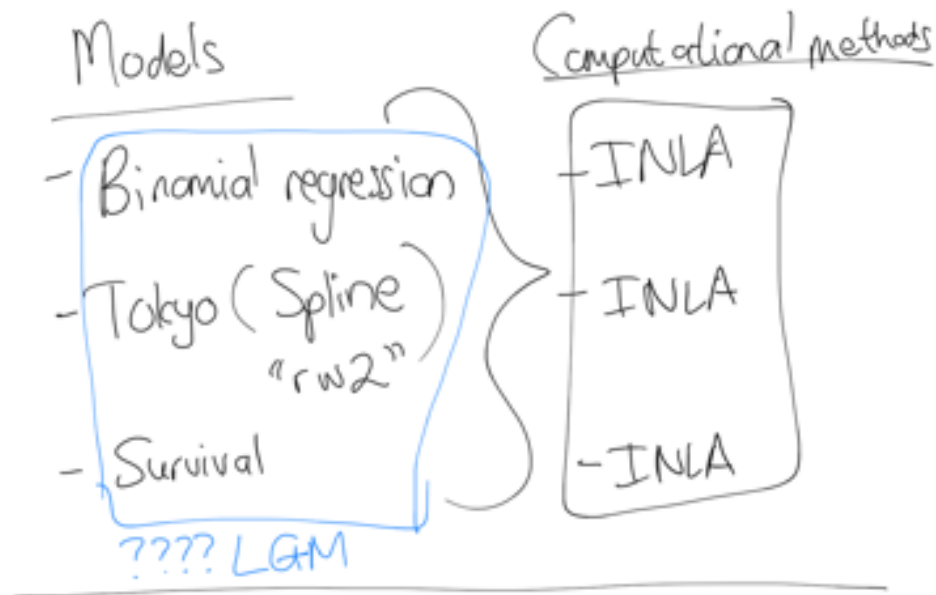 Models
Computational methods
- Binomial regression
- INLA
- Tokyo (Spline)
"rw2"
- INLA
- Survival
- INLA
???? LGM